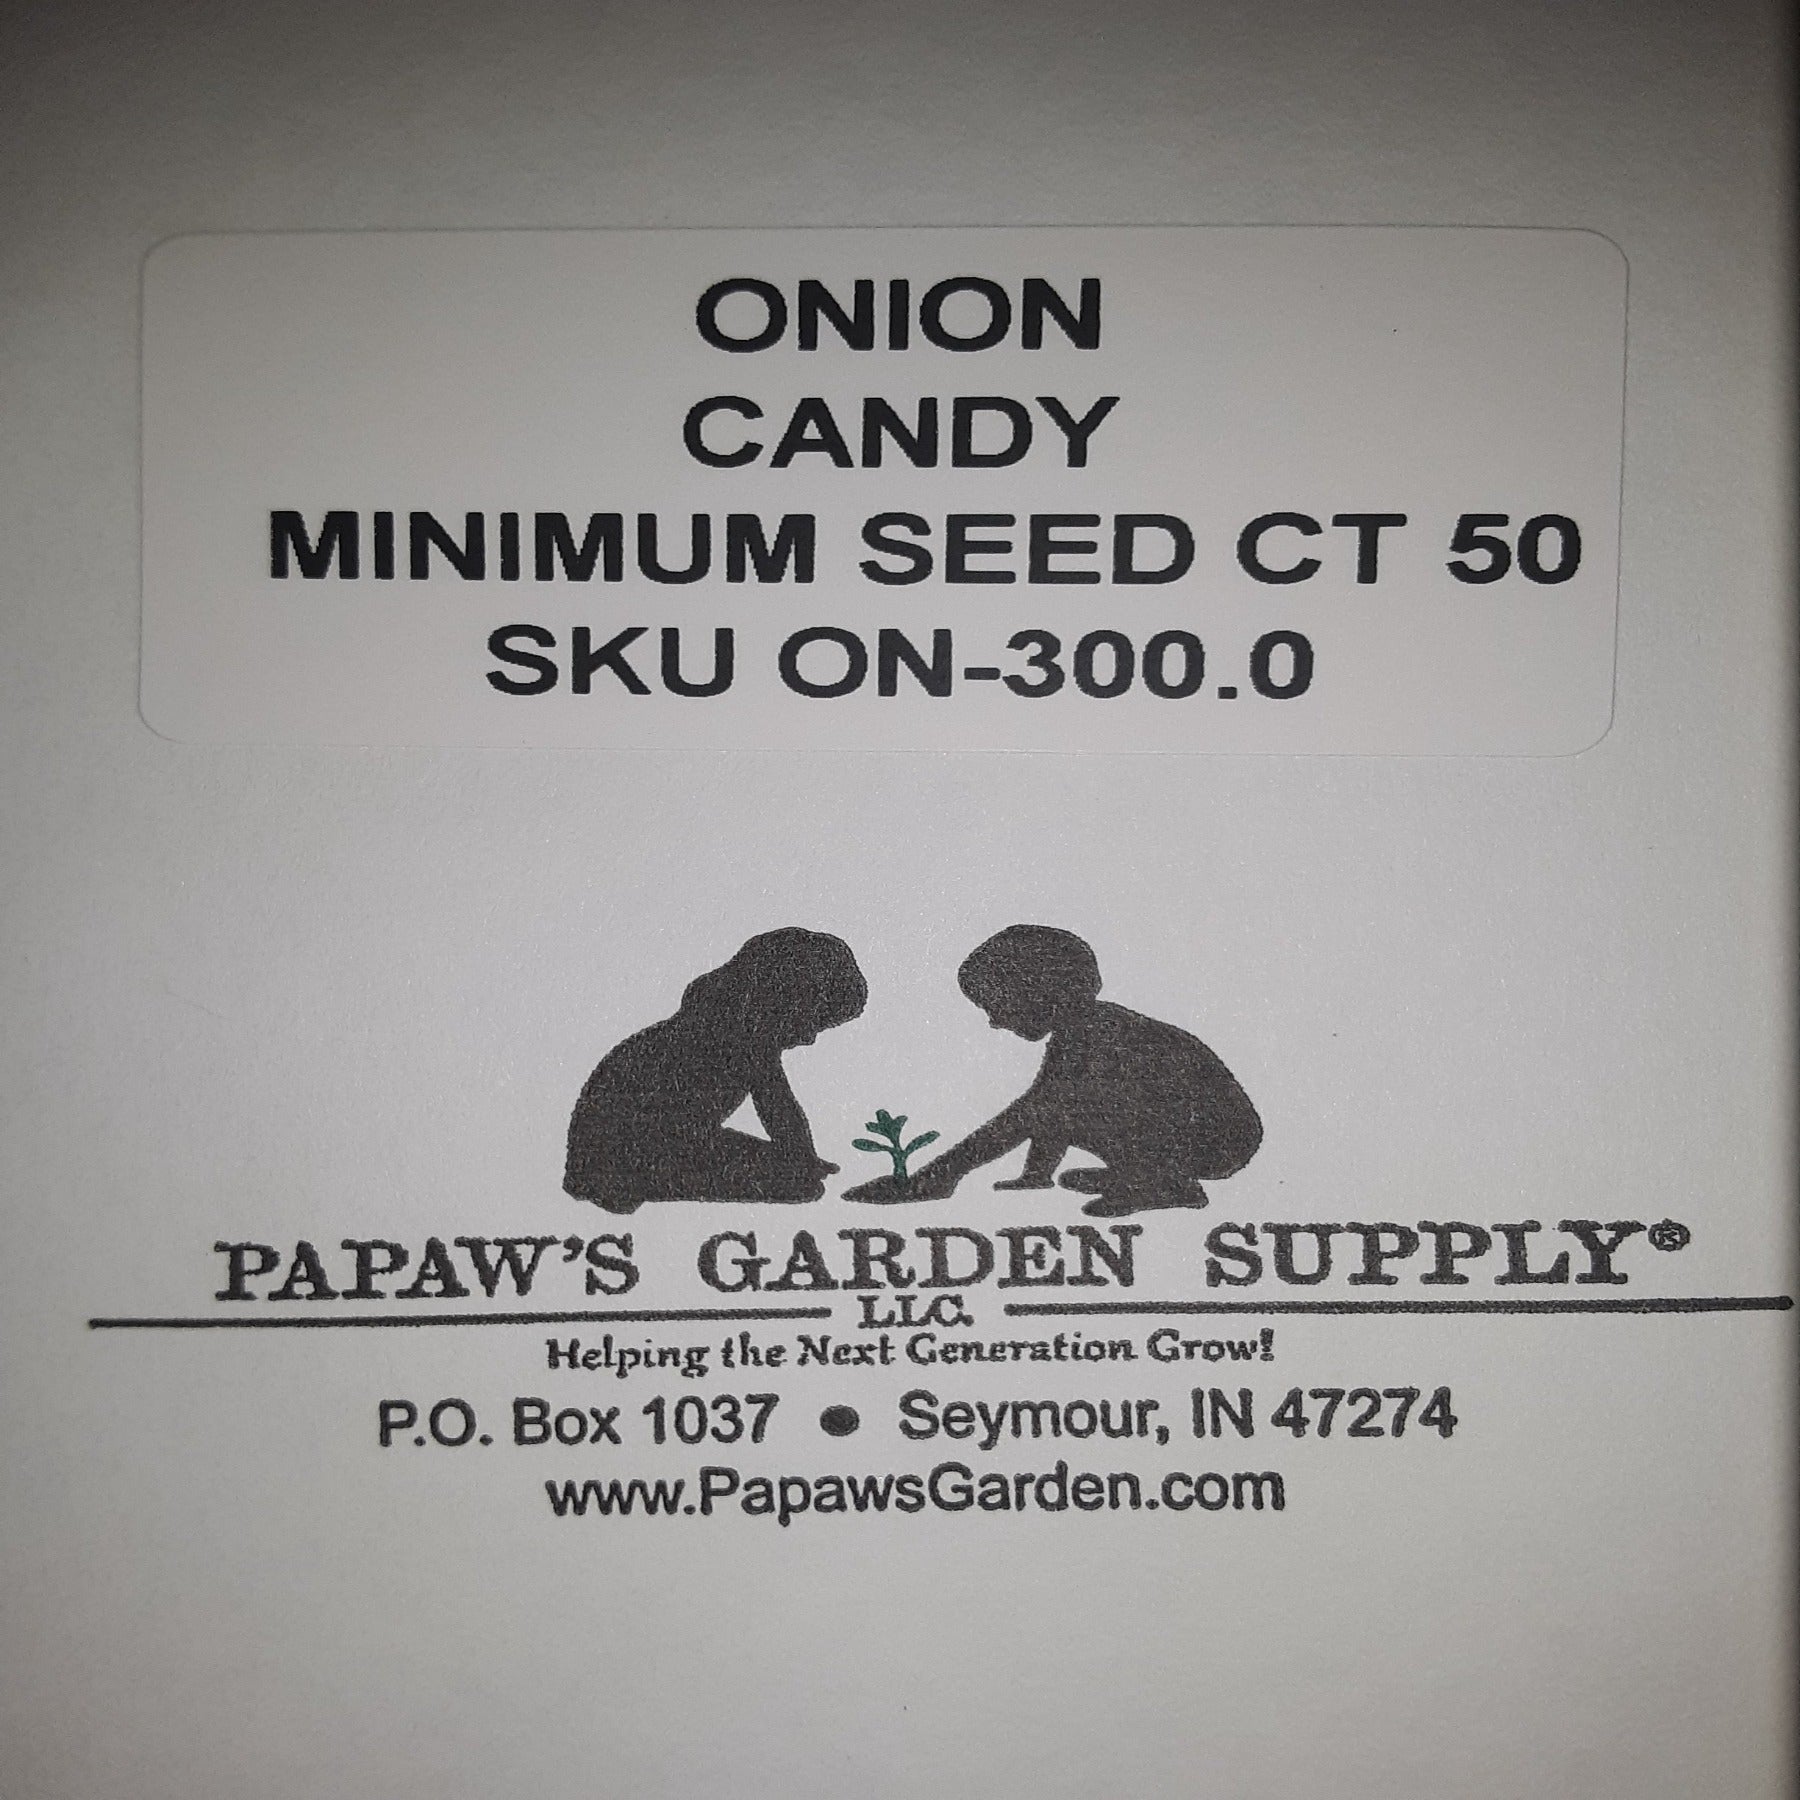 ONION
CANDY
MINIMUM SEED CT 50
SKU ON-300.0
PAPAW'S GARDEN SUPPLY®
LLC.
Helping the Next Generation Grow!
P.O. Box 1037 ● Seymour, IN 47274
www.PapawsGarden.com